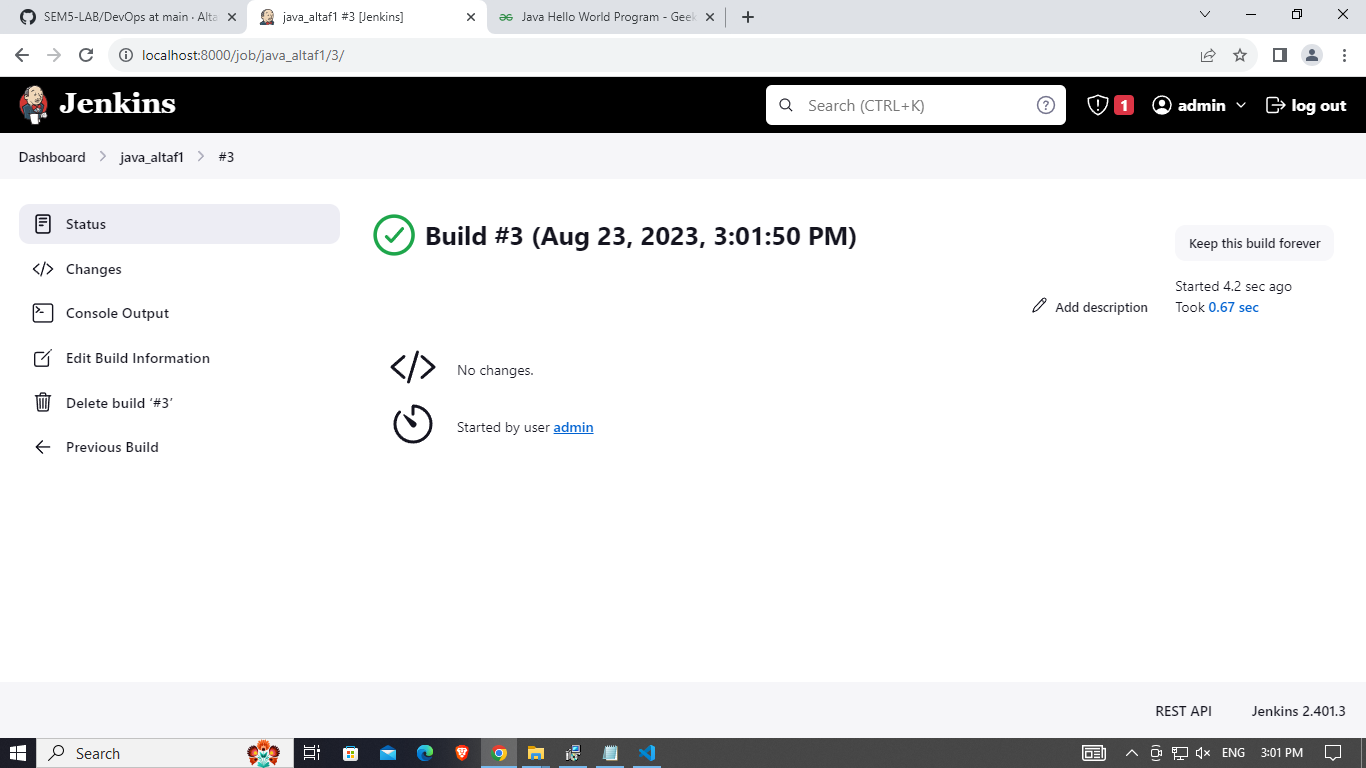 SEM5-LAB/DevOps at main · Alta
java_altaf1 #3 [Jenkins]
Java Hello World Program - Geek
localhost:8000/job/java_altaf1/3/
Jenkins
Search (CTRL+K)
?
1
admin
log out
Dashboard
java_altaf1
#3
Status
Changes
Console Output
Edit Build Information
Delete build ‘#3’
Previous Build
Build #3 (Aug 23, 2023, 3:01:50 PM)
Keep this build forever
Add description
Started 4.2 sec ago
Took 0.67 sec
No changes.
Started by user admin
REST API
Jenkins 2.401.3
Search
ENG
3:01 PM